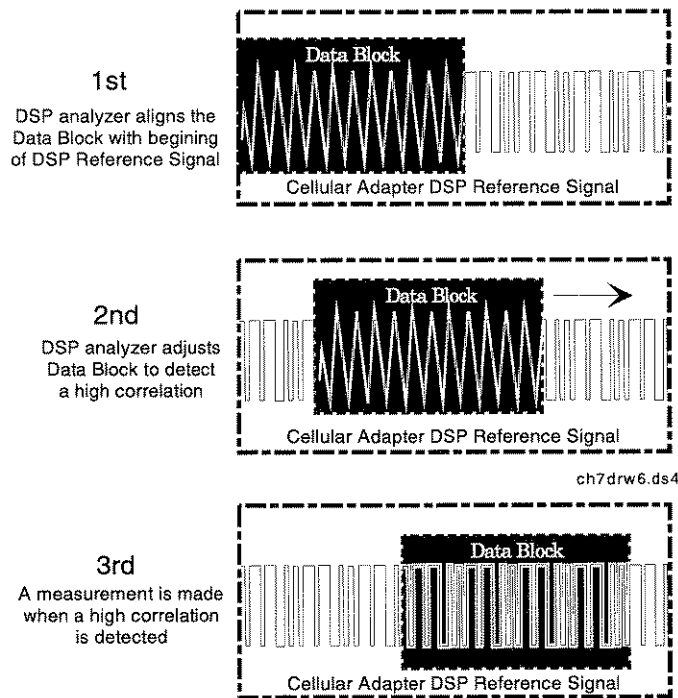 Data Block
1st
DSP analyzer aligns the
Data Block with begining
of DSP Reference Signal
Cellular Adapter DSP Reference Signal
Data Block
2nd
DSP analyzer adjusts
Data Block to detect
a high correlation
Cellular Adapter DSP Reference Signal
ch7drw6.ds4
Data Block
3rd
A measurement is made
when a high correlation
is detected
Cellular Adapter DSP Reference Signal